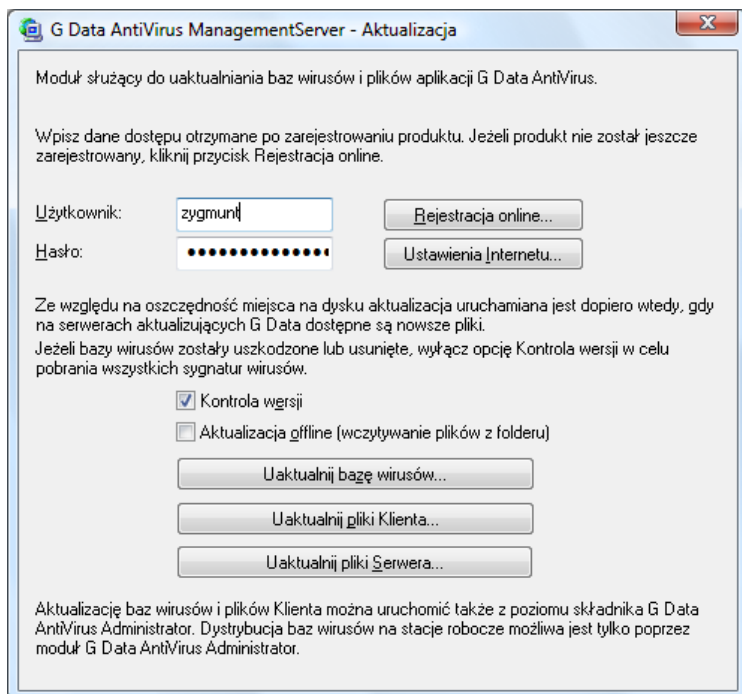 G Data AntiVirus ManagementServer - Aktualizacja
Moduł służący do uaktualniania baz wirusów i plików aplikacji G Data AntiVirus.
Wpisz dane dostępu otrzymane po zarejestrowaniu produktu. Jeżeli produkt nie został jeszcze
zarejestrowany, kliknij przycisk Rejestracja online.
Użytkownik: zygmunt Rejestracja online...
Hasło: ●●●●●●●●●●●●●● Ustawienia Internetu...
Ze względu na oszczędność miejsca na dysku aktualizacja uruchamiana jest dopiero wtedy, gdy
na serwerach aktualizujących G Data dostępne są nowsze pliki.
Jeżeli bazy wirusów zostały uszkodzone lub usunięte, wyłącz opcję Kontrola wersji w celu
pobrania wszystkich sygnatur wirusów.
Kontrola wersji
Aktualizacja offline (wczytywanie plików z folderu)
Uaktualnij bazę wirusów...
Uaktualnij pliki Klienta...
Uaktualnij pliki Serwera...
Aktualizację baz wirusów i plików Klienta można uruchomić także z poziomu składnika G Data
AntiVirus Administrator. Dystrybucja baz wirusów na stacje robocze możliwa jest tylko poprzez
moduł G Data AntiVirus Administrator.